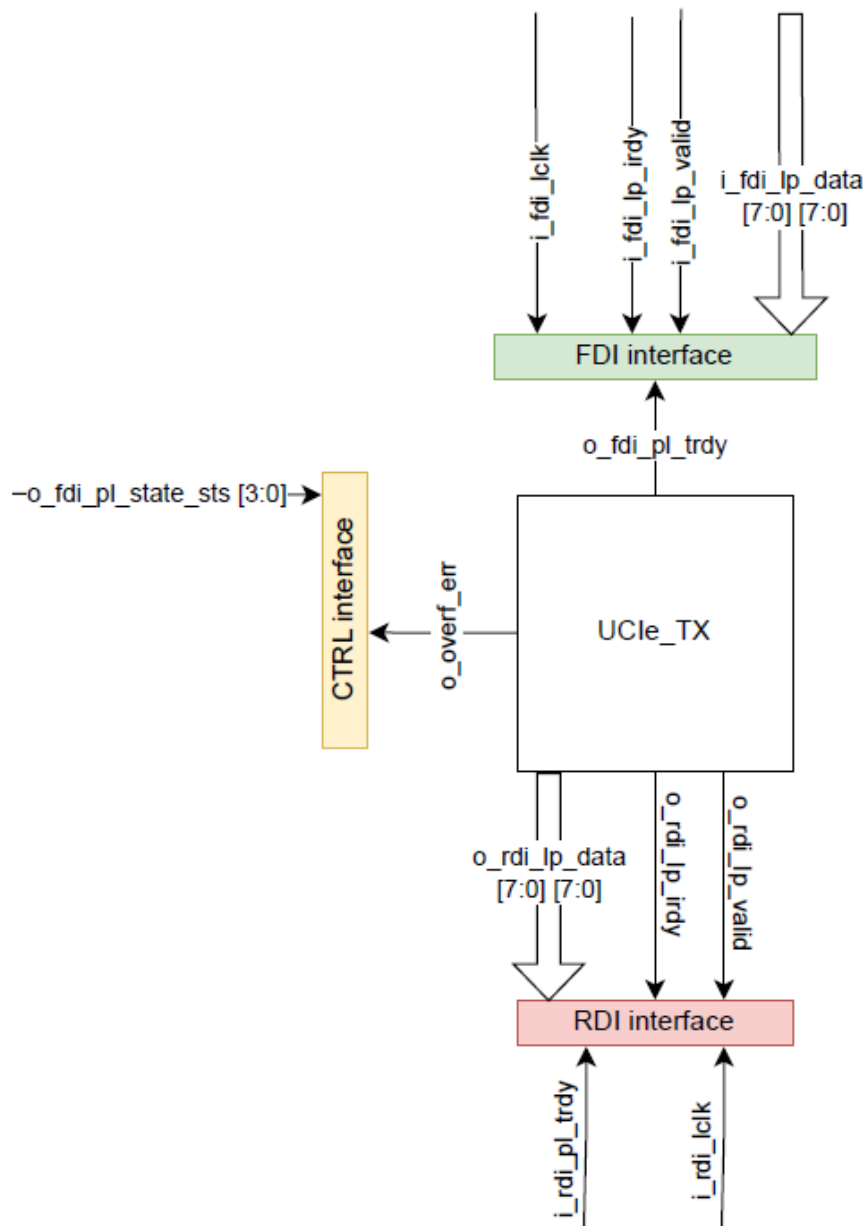 i_fdi_lclk
i_fdi_lp_irdy
i_fdi_lp_valid
i_fdi_lp_data
[7:0] [7:0]
FDI interface
o_fdi_pl_trdy
o_fdi_pl_state_sts [3:0]
CTRL interface
o_overf_err
UCIe_TX
o_rdi_lp_data
[7:0] [7:0]
o_rdi_lp_irdy
o_rdi_lp_valid
RDI interface
i_rdi_pl_trdy
i_rdi_lclk